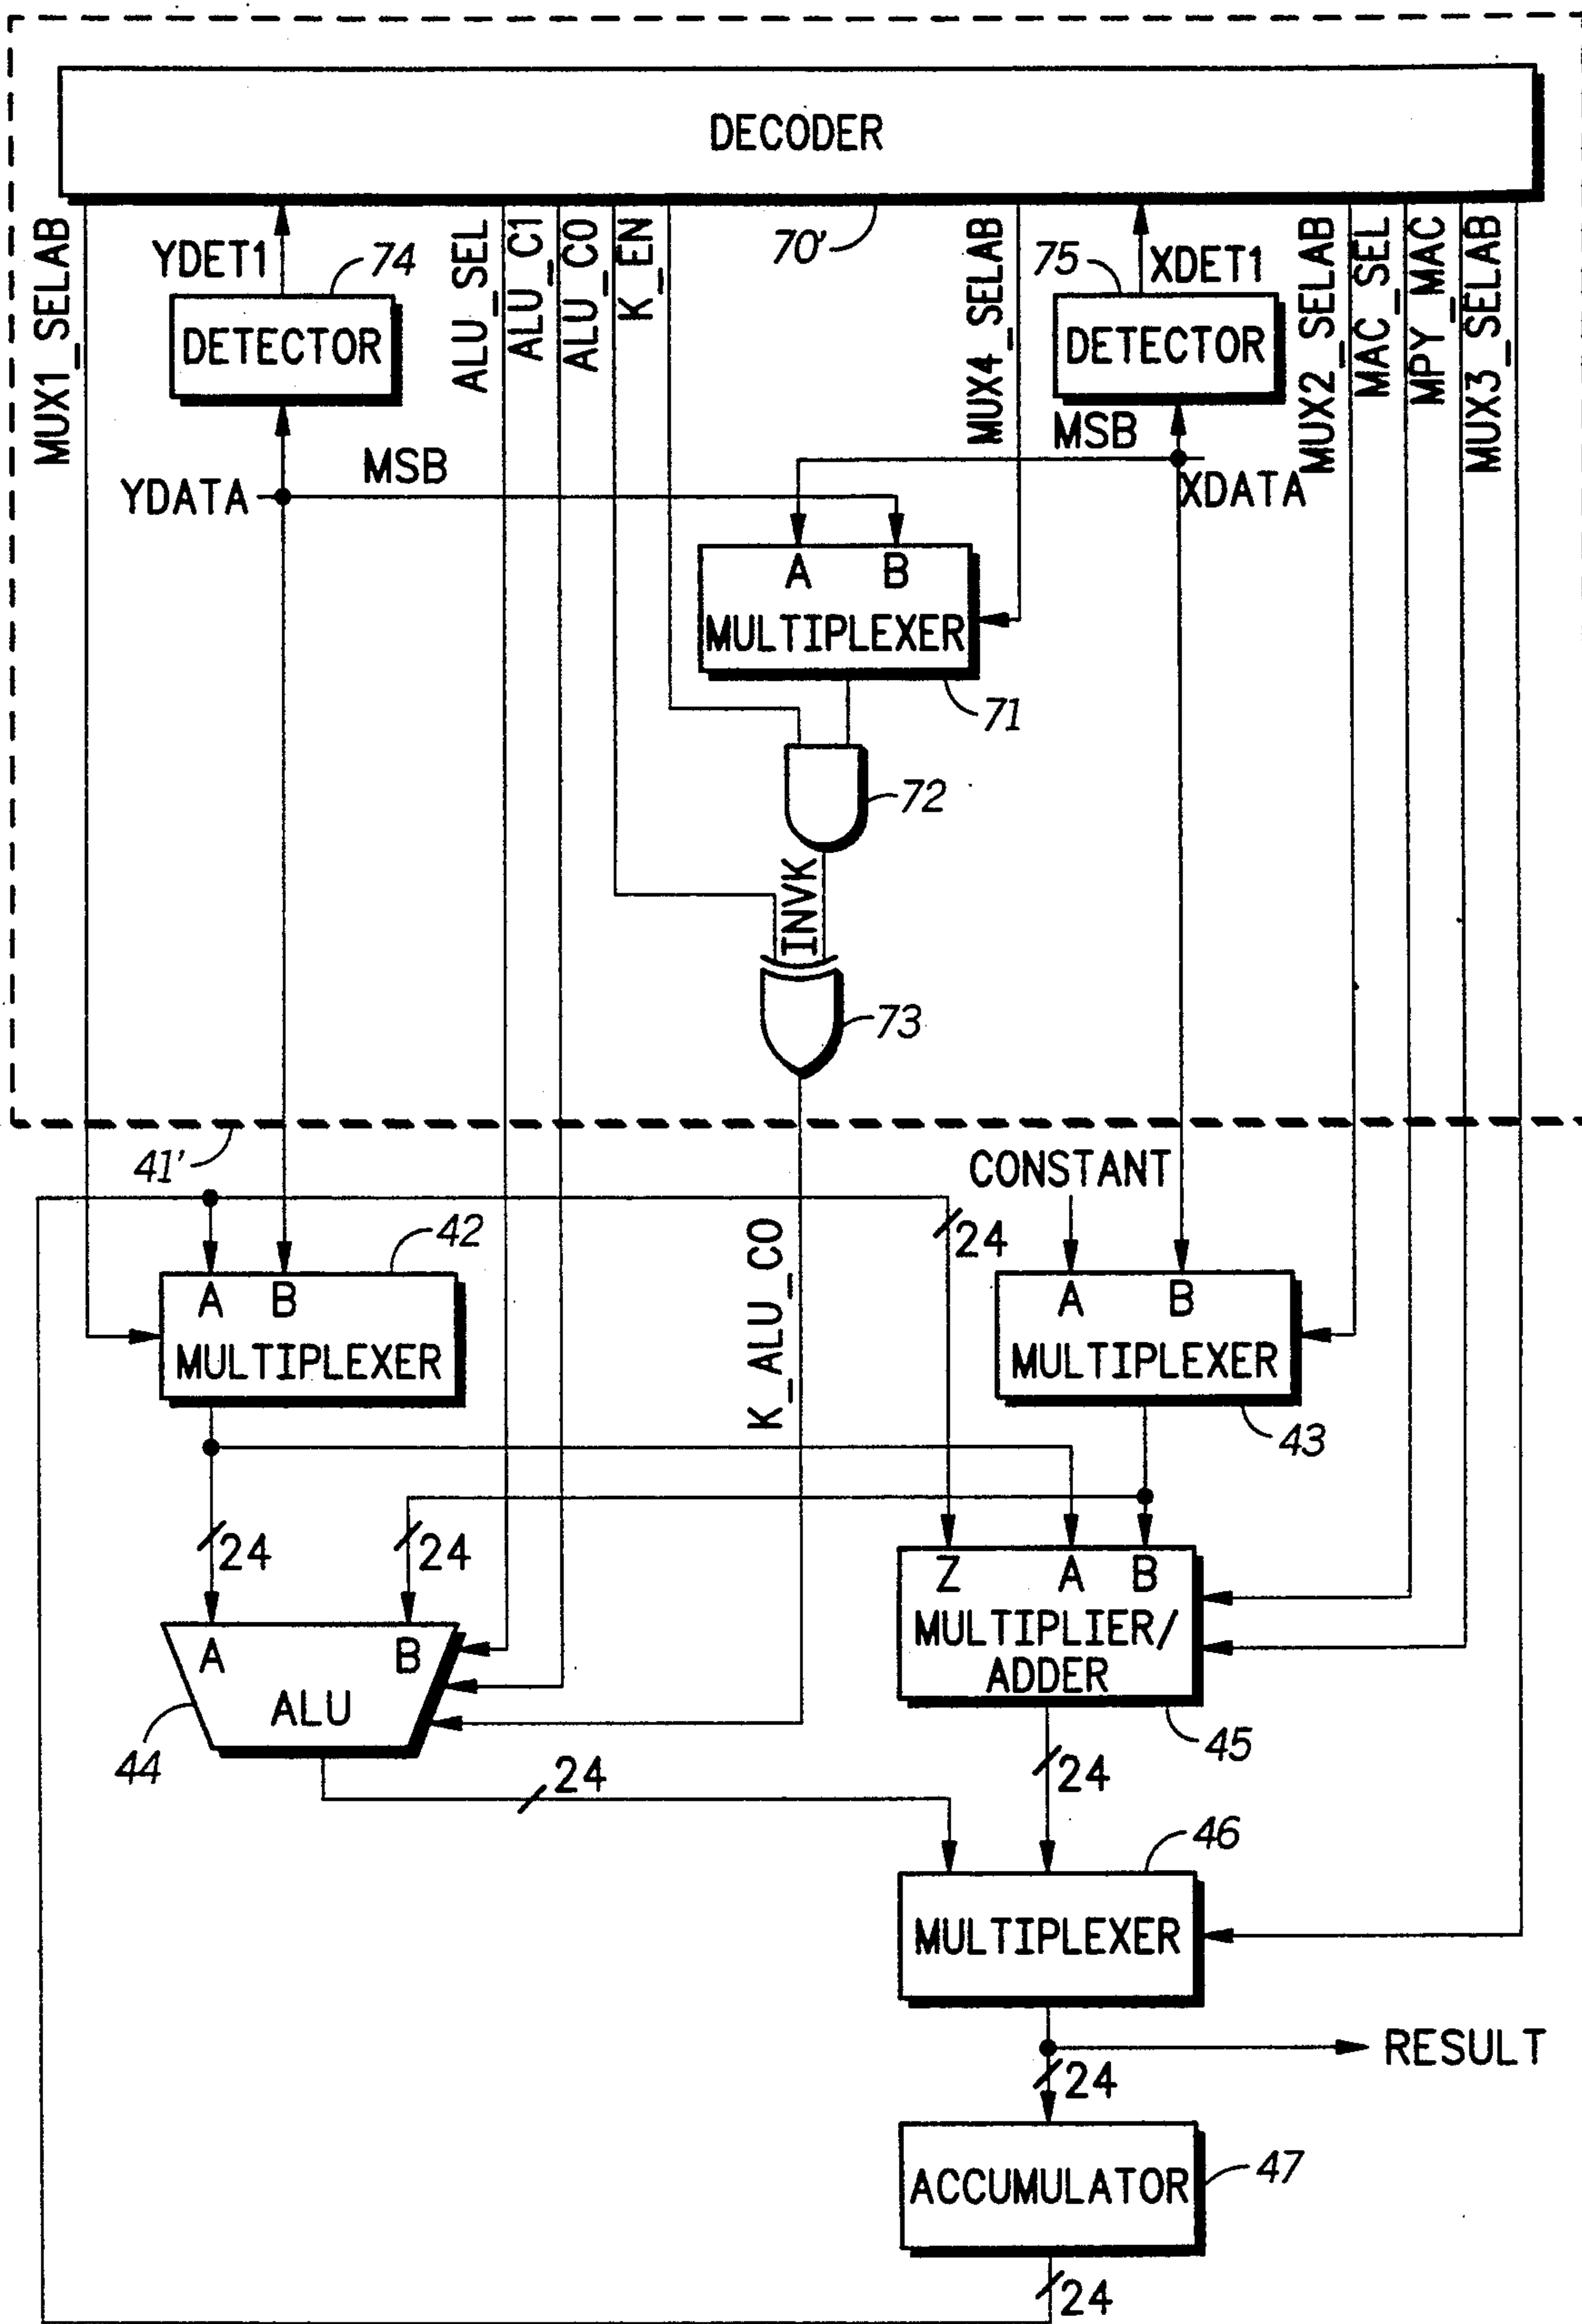 DECODER
MUX1_SELAB
YDET1
74
DETECTOR
ALU_SEL
ALU_C1
ALU_C0
K_EN
70'
MUX4_SELAB
75
XDET1
DETECTOR
MUX2_SELAB
MAC_SEL
MPY_MAC
MUX3_SELAB
MSB
MSB
YDATA
XDATA
A B
MULTIPLEXER
71
72
INVK
73
41'
CONSTANT
42
24
A B
MULTIPLEXER
K_ALU_CO
A B
MULTIPLEXER
43
24
24
Z A B
MULTIPLIER/
ADDER
A B
ALU
44
45
24
24
46
MULTIPLEXER
RESULT
24
ACCUMULATOR
47
24